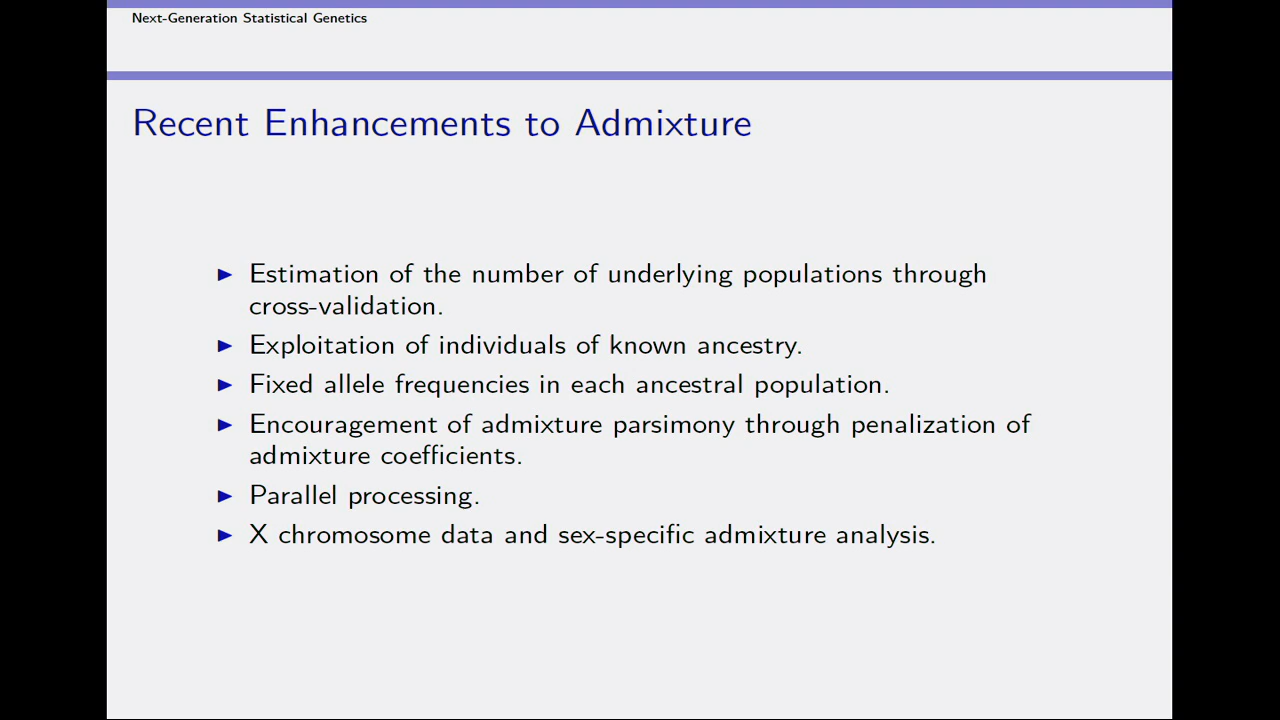 Next-Generation Statistical Genetics
Recent Enhancements to Admixture
Estimation of the number of underlying populations through
cross-validation.
Exploitation of individuals of known ancestry.
Fixed allele frequencies in each ancestral population.
Encouragement of admixture parsimony through penalization of
admixture coefficients.
Parallel processing.
X chromosome data and sex-specific admixture analysis.